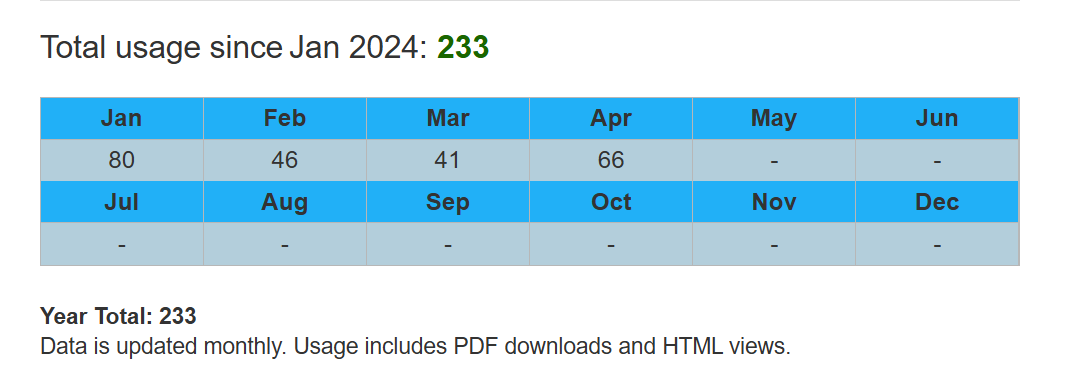 Total usage since Jan 2024: 233
Jan Feb Mar Apr May Jun
80 46 41 66 - -
Jul Aug Sep Oct Nov Dec
- - - - - -
Year Total: 233
Data is updated monthly. Usage includes PDF downloads and HTML views.